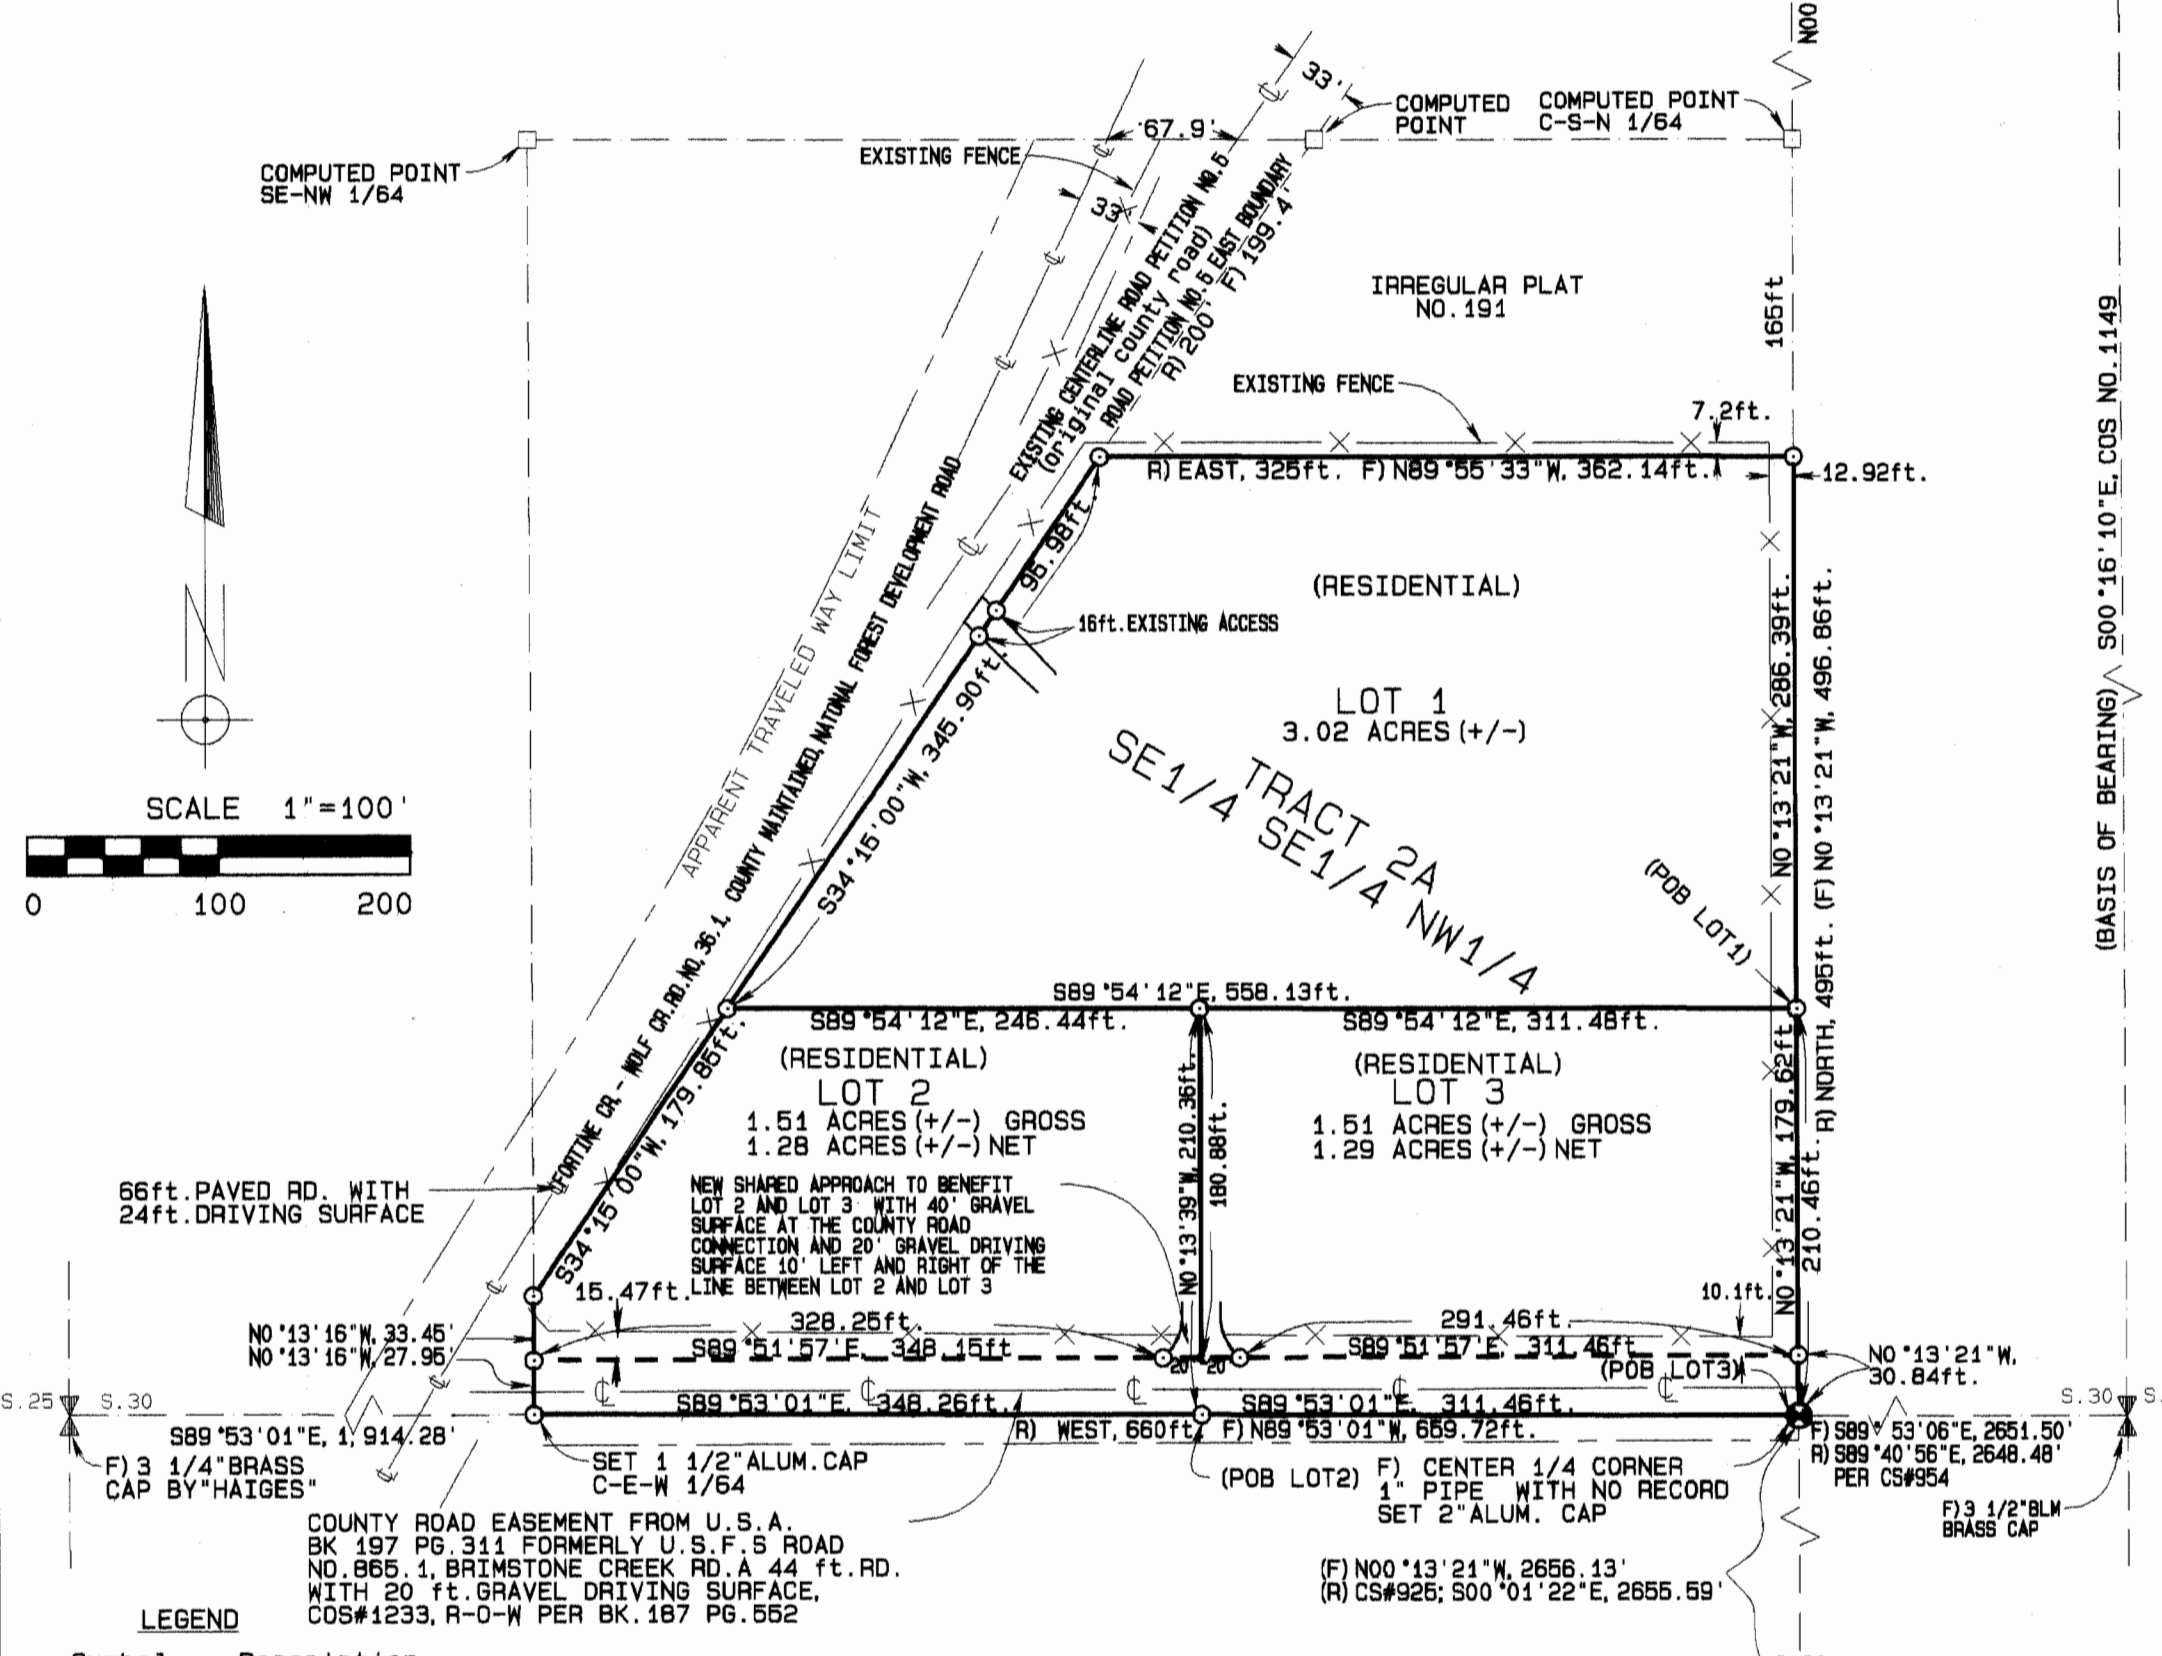 N00
33'
COMPUTED POINT
COMPUTED POINT
C-S-N 1/64
67.9'
EXISTING FENCE
COMPUTED POINT
SE-NW 1/64
33'
EXISTING CENTERLINE ROAD PETITION NO.5
(original county road)
ROAD PETITION NO.5 EAST BOUNDARY
R) 200' F) 199.4'
IRREGULAR PLAT
NO.191
165ft
EXISTING FENCE
7.2ft.
R) EAST, 325ft. F) N89°55'33"W, 362.14ft.
12.92ft.
(BASIS OF BEARING) S00°16'10"E, COS NO.1149
95.98ft.
(RESIDENTIAL)
16ft.EXISTING ACCESS
N0°13'21"W, 286.39ft.
R) NORTH, 495ft. (F) N0°13'21"W, 496.86ft.
LOT 1
3.02 ACRES (+/-)
TRACT 2A
SE1/4 SE1/4 NW1/4
S34°15'00"W, 345.90ft.
APPARENT TRAVELED WAY LIMIT
FORTINE CR. - WOLF CR.RD.NO.36.1, COUNTY MAINTAINED, NATONAL FOREST DEVELOPMENT ROAD
N
SCALE 1"=100'
0 100 200
(POB LOT1)
S89°54'12"E, 558.13ft.
S89°54'12"E, 246.44ft.
S89°54'12"E, 311.48ft.
(RESIDENTIAL)
LOT 2
1.51 ACRES (+/-) GROSS
1.28 ACRES (+/-) NET
(RESIDENTIAL)
LOT 3
1.51 ACRES (+/-) GROSS
1.29 ACRES (+/-) NET
S34°15'00"W, 179.85ft.
N0°13'39"W, 210.36ft.
180.88ft.
N0°13'21"W, 179.62ft
210.46ft.
66ft.PAVED RD. WITH
24ft.DRIVING SURFACE
NEW SHARED APPROACH TO BENEFIT
LOT 2 AND LOT 3 WITH 40' GRAVEL
SURFACE AT THE COUNTY ROAD
CONNECTION AND 20' GRAVEL DRIVING
SURFACE 10' LEFT AND RIGHT OF THE
LINE BETWEEN LOT 2 AND LOT 3
15.47ft.
10.1ft.
328.25ft.
291.46ft.
N0°13'16"W, 33.45'
N0°13'16"W, 27.95'
S89°51'57"E, 348.15ft.
S89°51'57"E, 311.46ft
20 20
(POB LOT3)
N0°13'21"W,
30.84ft.
S.25 S.30
S.30 S.
S89°53'01"E, 348.26ft.
S89°53'01"E, 311.46ft.
S89°53'01"E, 1,914.28'
R) WEST, 660ft. F) N89°53'01"W, 659.72ft.
F) S89°53'06"E, 2651.50'
R) S89°40'56"E, 2648.48'
PER CS#954
F) 3 1/4"BRASS
CAP BY"HAIGES"
SET 1 1/2"ALUM.CAP
C-E-W 1/64
(POB LOT2)
F) CENTER 1/4 CORNER
1" PIPE WITH NO RECORD
SET 2"ALUM. CAP
F)3 1/2"BLM
BRASS CAP
COUNTY ROAD EASEMENT FROM U.S.A.
BK 197 PG.311 FORMERLY U.S.F.S ROAD
NO.865.1, BRIMSTONE CREEK RD.A 44 ft.RD.
WITH 20 ft.GRAVEL DRIVING SURFACE,
COS#1233, R-O-W PER BK.187 PG.552
(F) N00°13'21"W, 2656.13'
(R) CS#925; S00°01'22"E, 2655.59'
LEGEND